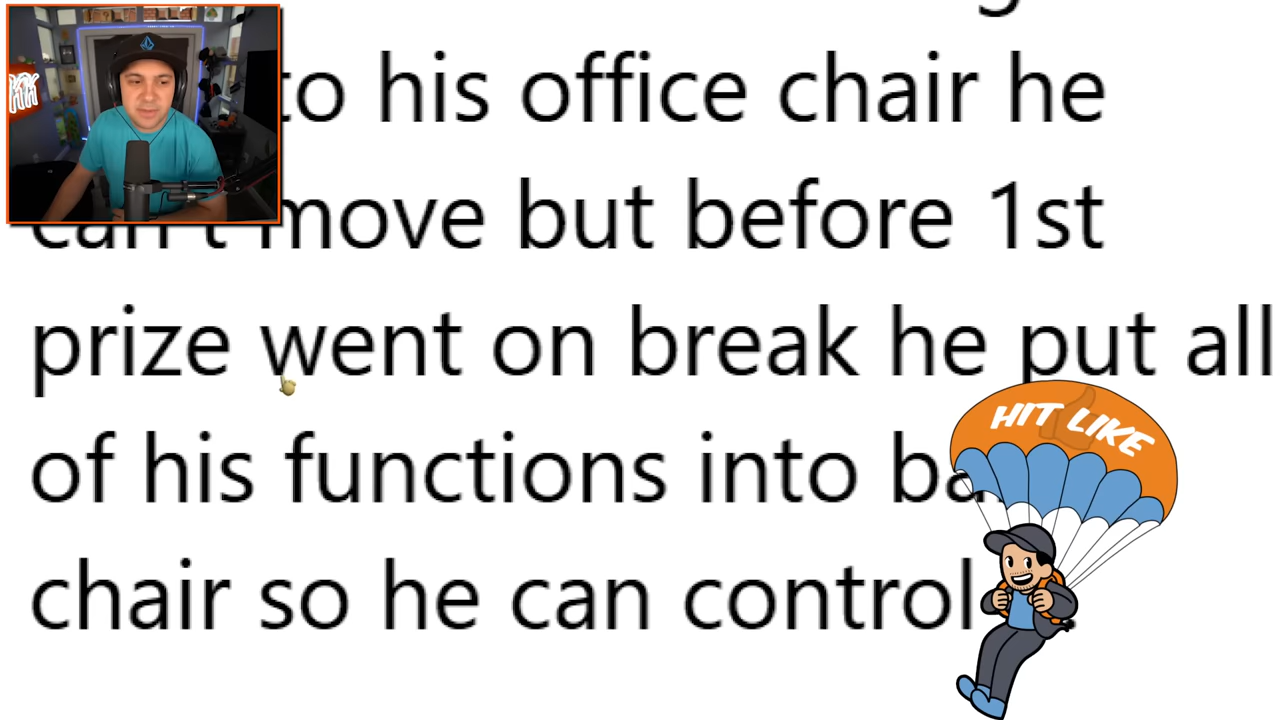 to his office chair he
can't move but before 1st
prize went on break he put all
of his functions into
chair so he can control
HIT LIKE